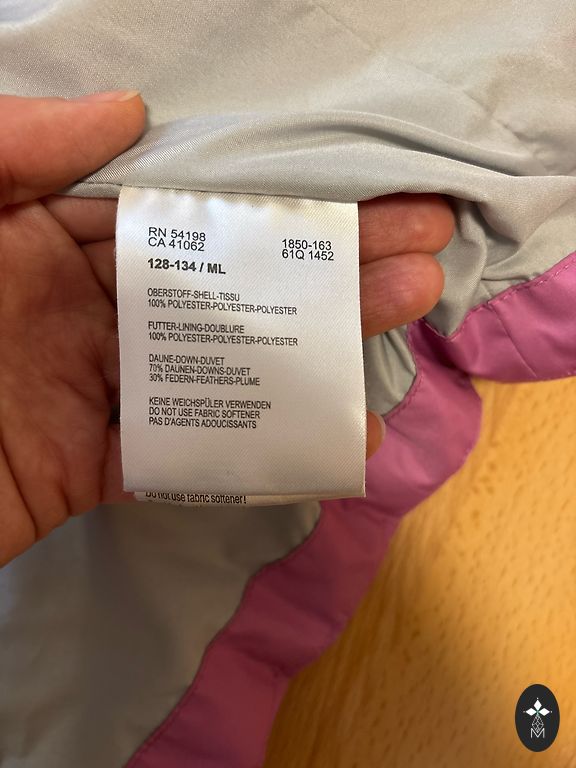 RN 54198
CA 41062
1850-163
61Q 1452
128-134 / ML
OBERSTOFF-SHELL-TISSU
100% POLYESTER-POLYESTER-POLYESTER
FUTTER-LINING-DOUBLURE
100% POLYESTER-POLYESTER-POLYESTER
DAUNE-DOWN-DUVET
70% DAUNEN-DOWNS-DUVET
30% FEDERN-FEATHERS-PLUME
KEINE WEICHSPÜLER VERWENDEN
DO NOT USE FABRIC SOFTENER
PAS D'AGENTS ADOUCISSANTS
Do not use fabric softener!